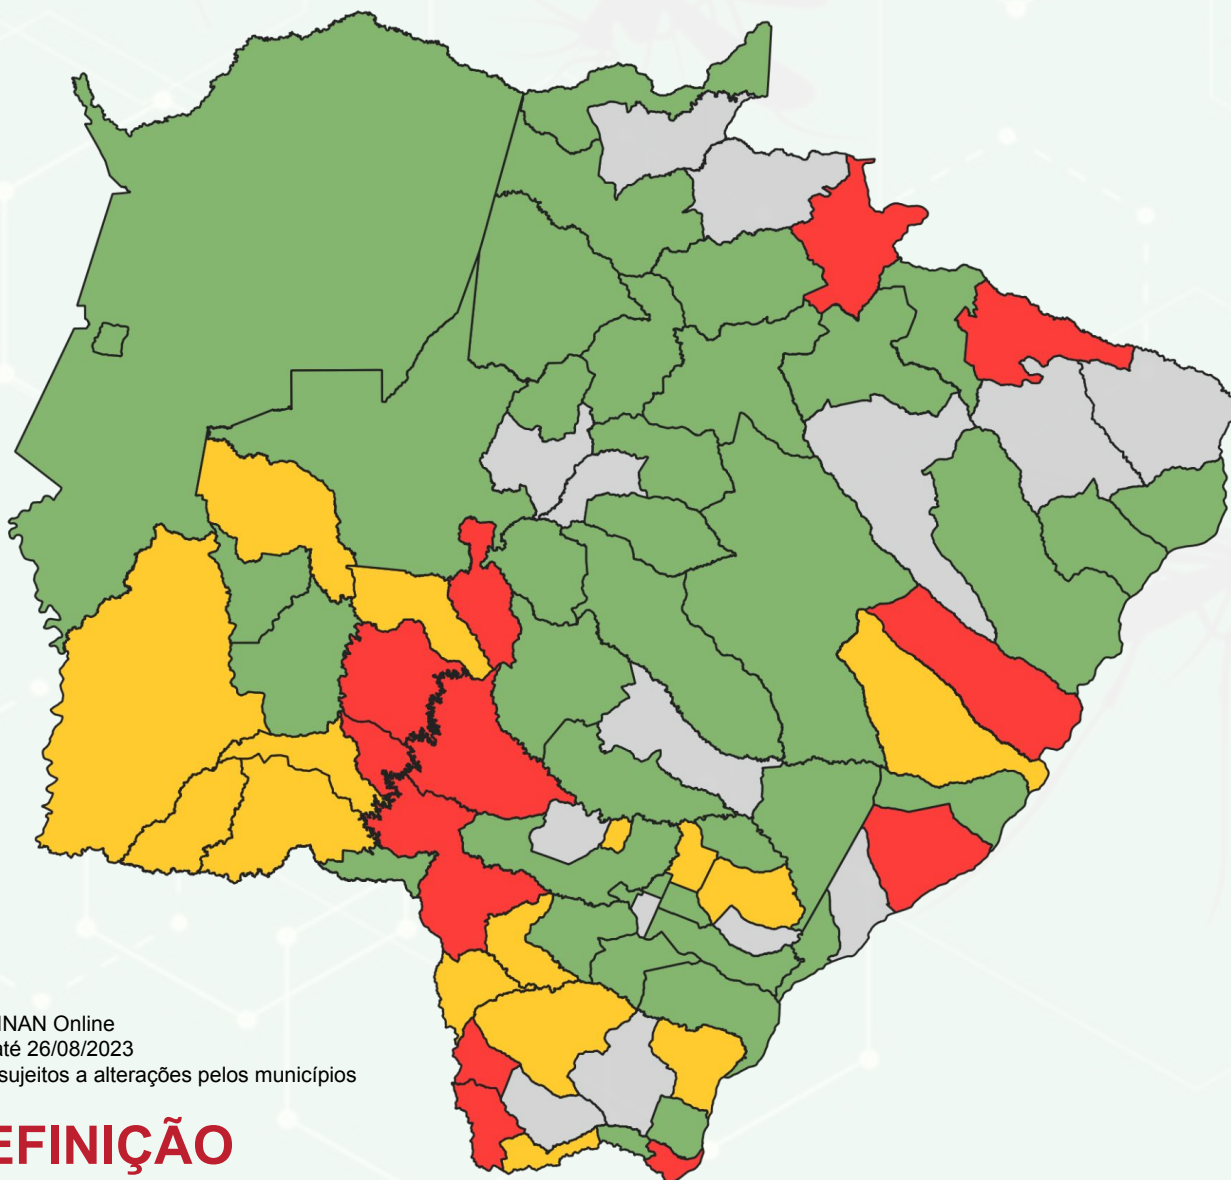 INAN Online
até 26/08/2023
sujeitos a alterações pelos municípios
EFINIÇÃO